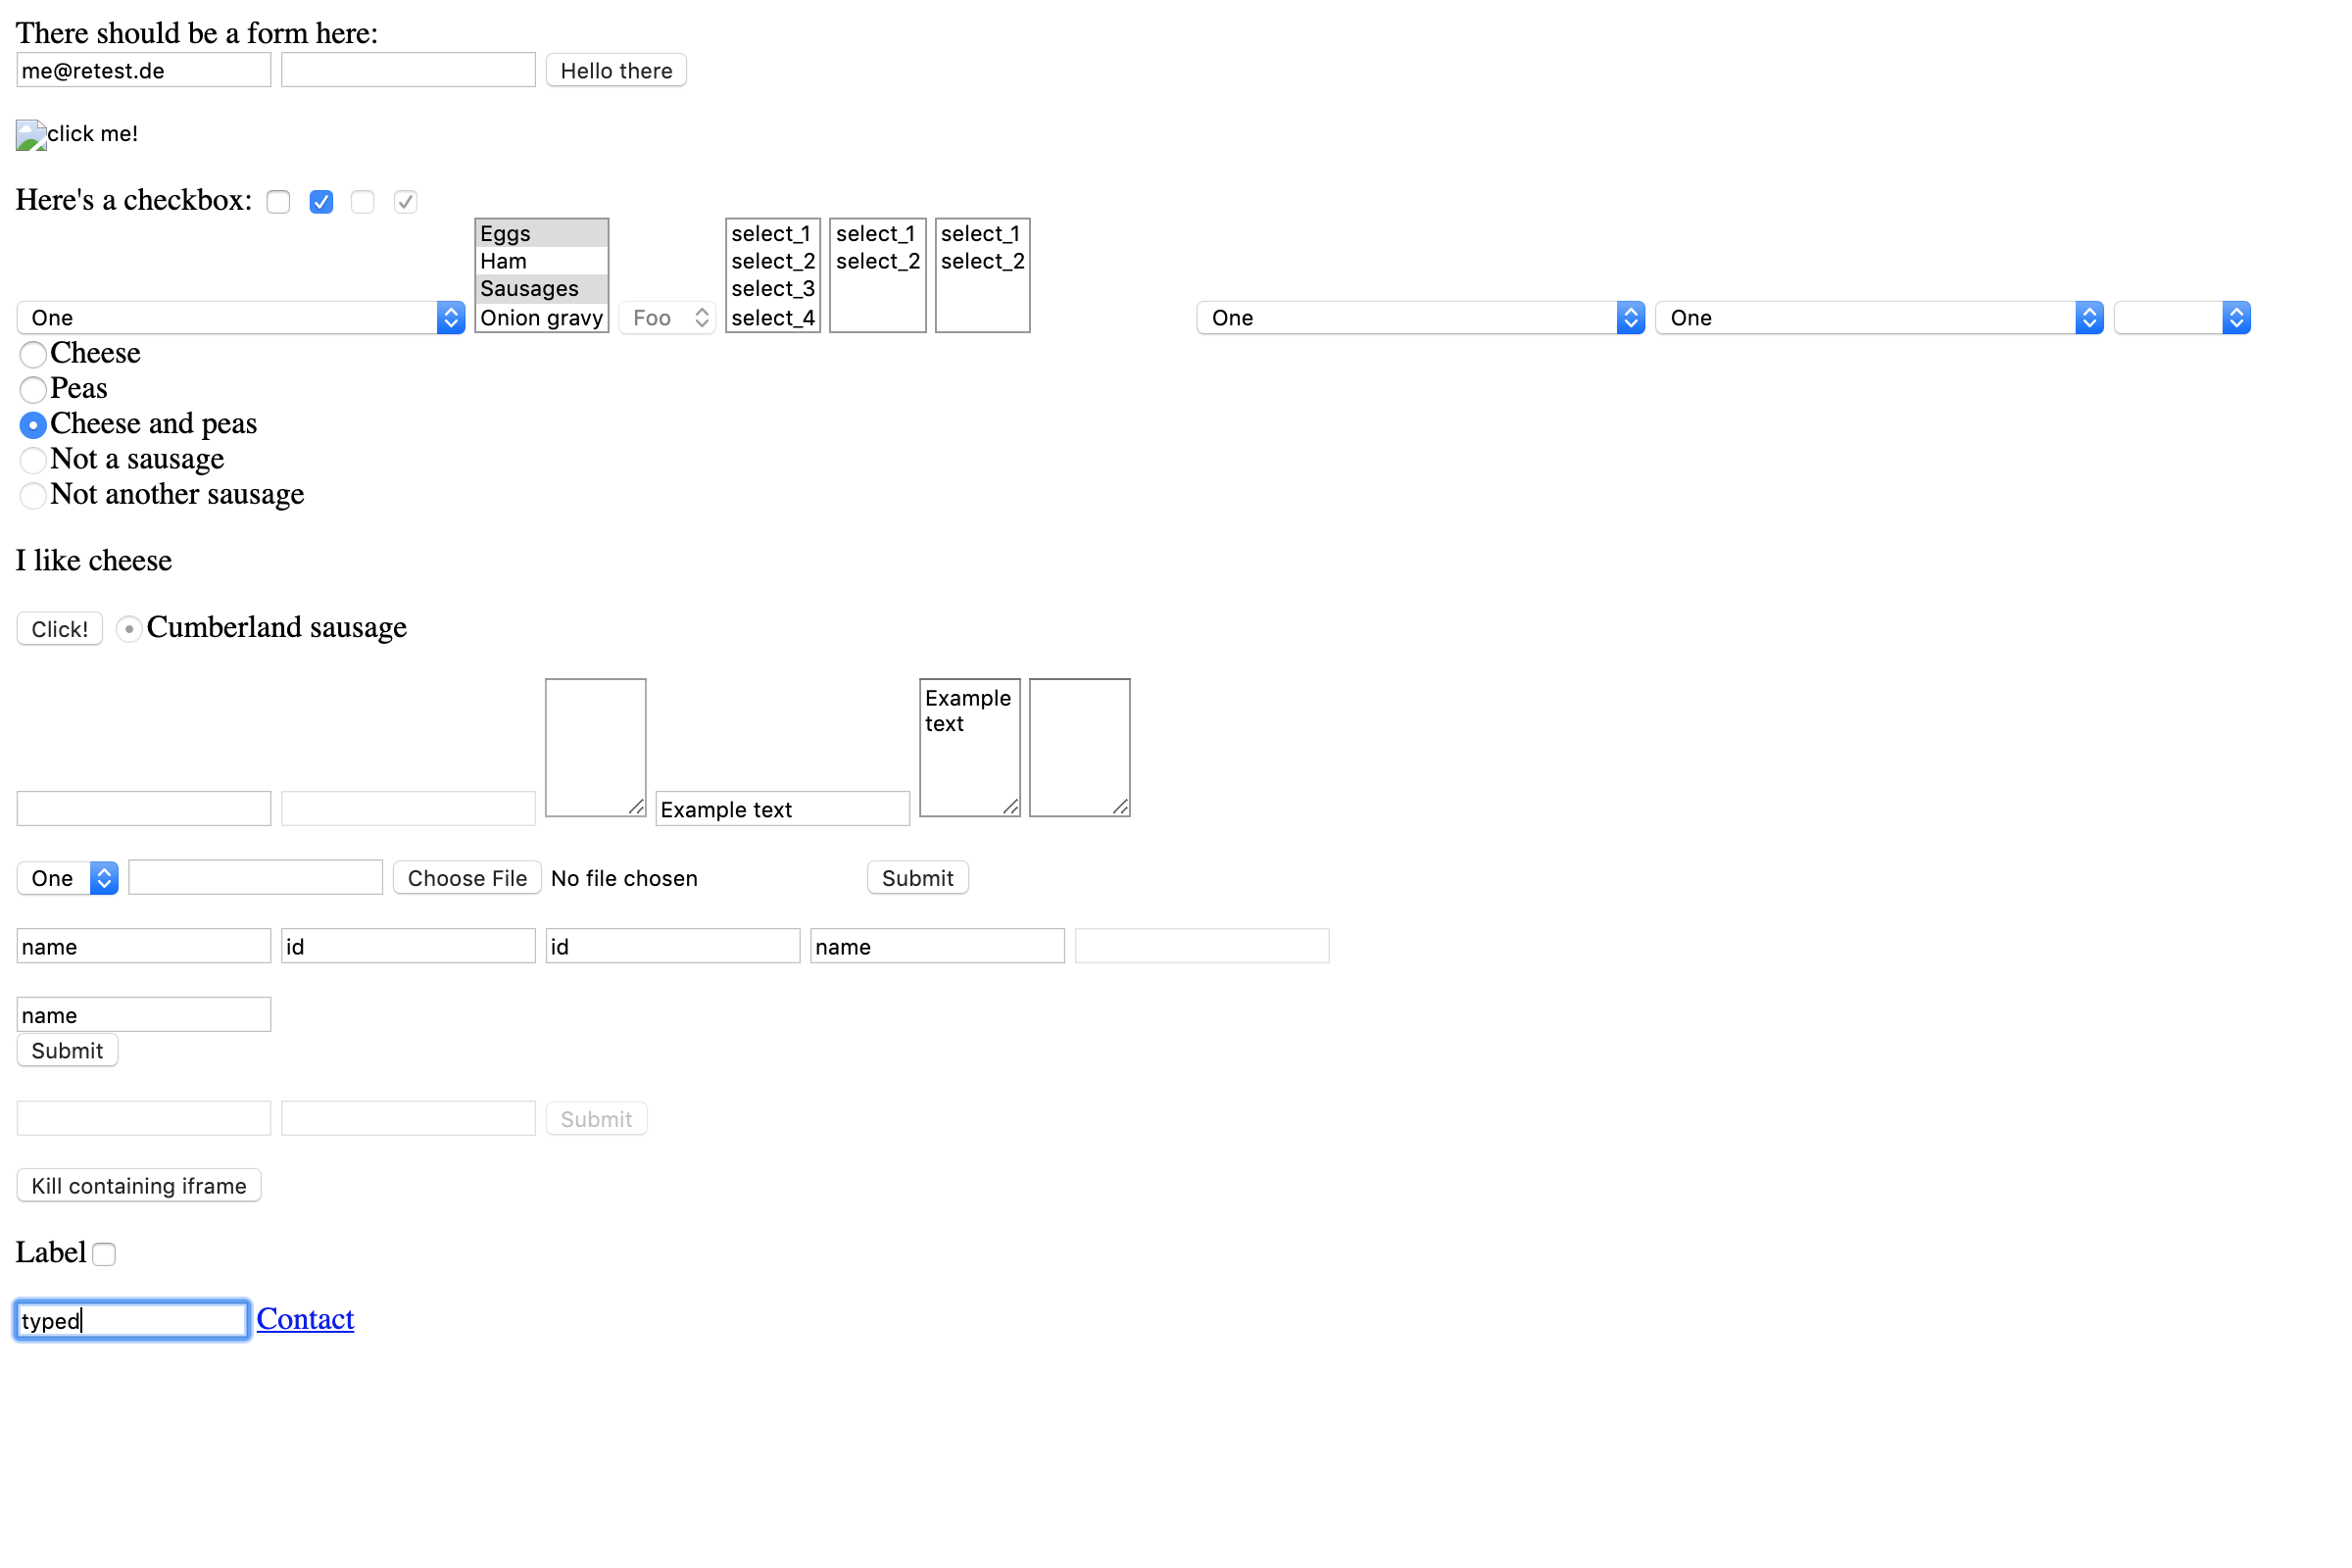 There should be a form here:
me@retest.de Hello there
click me!
Here's a checkbox:
Eggs select_1 select_1 select_1
Ham select_2 select_2 select_2
Sausages select_3
One Onion gravy Foo select_4 One One
Cheese
Peas
Cheese and peas
Not a sausage
Not another sausage
I like cheese
Click! Cumberland sausage
Example
text
Example text
One Choose File No file chosen Submit
name id id name
name
Submit
Submit
Kill containing iframe
Label
typed Contact